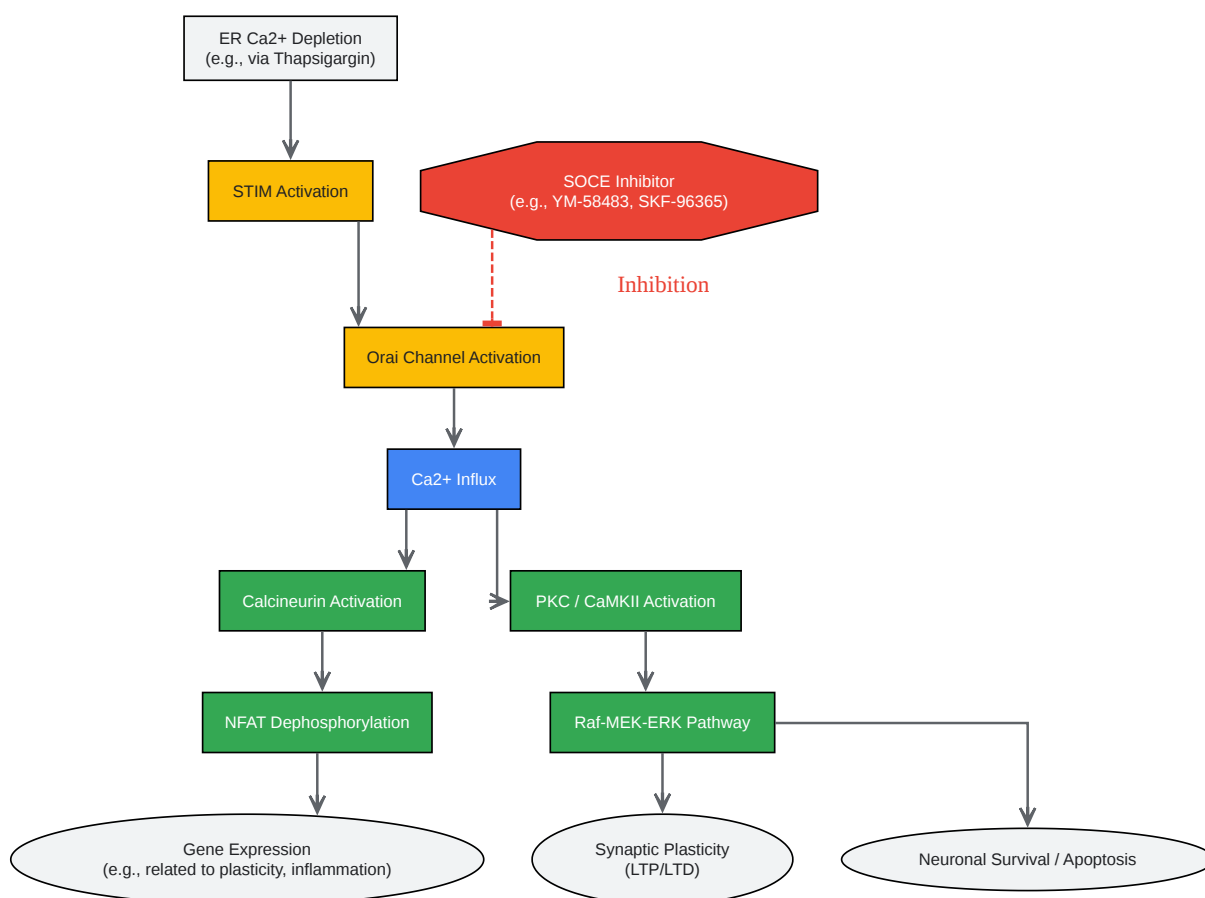 ER Ca2+ Depletion
(e.g., via Thapsigargin)
STIM Activation
SOCE Inhibitor
(e.g., YM-58483, SKF-96365)
Inhibition
Orai Channel Activation
Ca2+ Influx
Calcineurin Activation
PKC / CaMKII Activation
NFAT Dephosphorylation
Raf-MEK-ERK Pathway
Gene Expression
(e.g., related to plasticity, inflammation)
Synaptic Plasticity
(LTP/LTD)
Neuronal Survival / Apoptosis